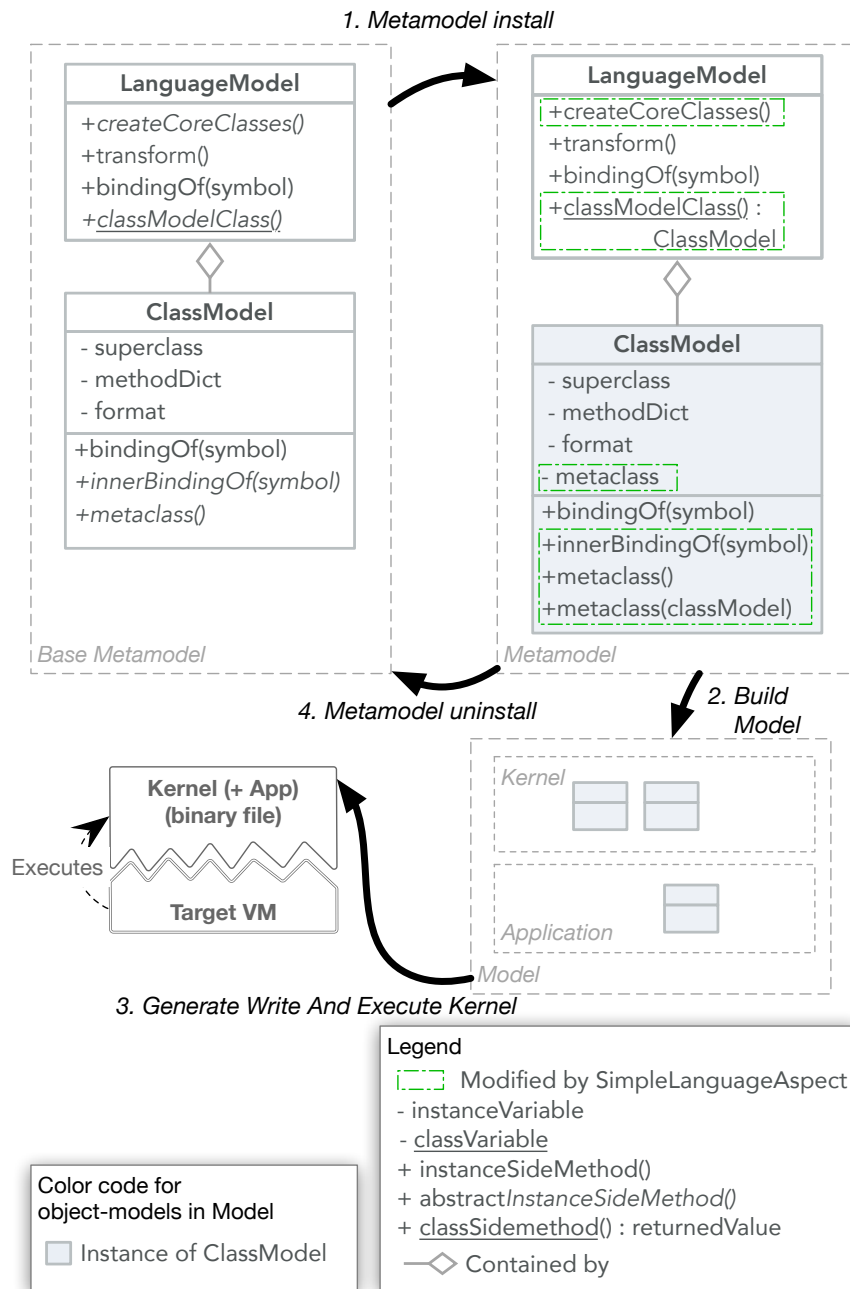 1. Metamodel install
LanguageModel
+createCoreClasses()
+transform()
+bindingOf(symbol)
+classModelClass()
ClassModel
- superclass
- methodDict
- format
+bindingOf(symbol)
+innerBindingOf(symbol)
+metaclass()
Base Metamodel
LanguageModel
+createCoreClasses()
+transform()
+bindingOf(symbol)
+classModelClass() :
ClassModel
ClassModel
- superclass
- methodDict
- format
- metaclass
+bindingOf(symbol)
+innerBindingOf(symbol)
+metaclass()
+metaclass(classModel)
Metamodel
4. Metamodel uninstall
2. Build
Model
Kernel (+ App)
(binary file)
Executes
Target VM
Kernel
Application
Model
3. Generate Write And Execute Kernel
Color code for
object-models in Model
Instance of ClassModel
Legend
Modified by SimpleLanguageAspect
- instanceVariable
- classVariable
+ instanceSideMethod()
+ abstractInstanceSideMethod()
+ classSidemethod() : returnedValue
Contained by